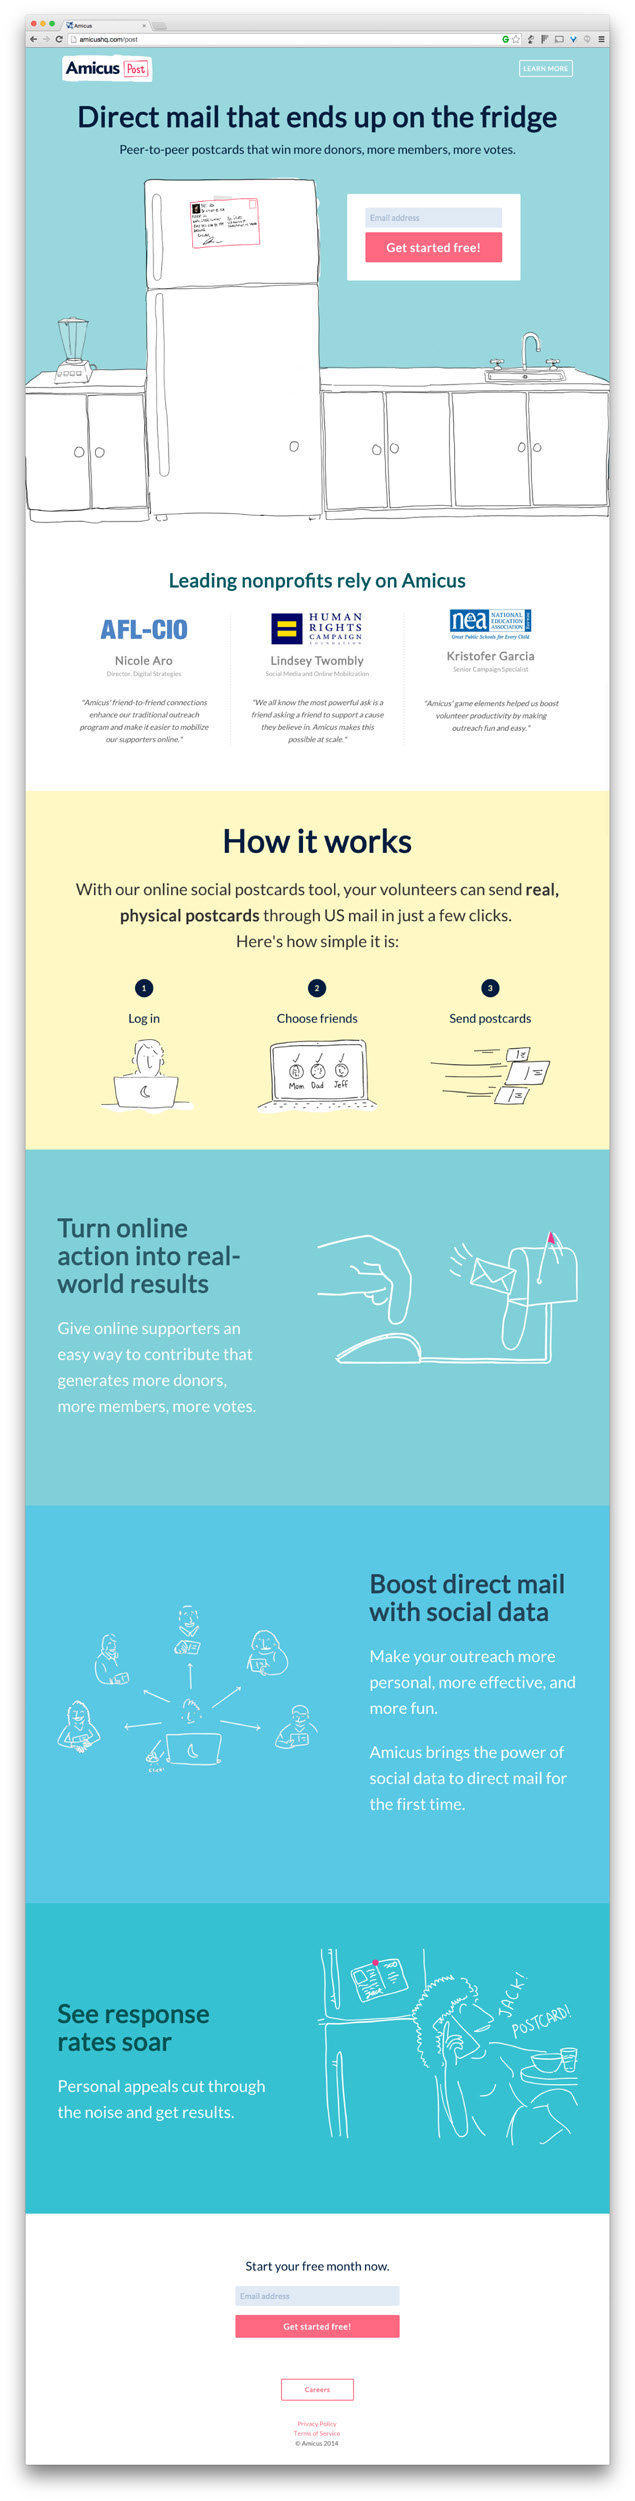 Amicus
amicushq.com/post
Amicus Post
LEARN MORE
Direct mail that ends up on the fridge
Peer-to-peer postcards that win more donors, more members, more votes.
Email address
Get started free!
Leading nonprofits rely on Amicus
AFL-CIO
Nicole Aro
Director, Digital Strategies
"Amicus' friend-to-friend connections
enhance our traditional outreach
program and make it easier to mobilize
our supporters online."
HUMAN
RIGHTS
CAMPAIGN
FOUNDATION
Lindsey Twombly
Social Media and Online Mobilization
"We all know the most powerful ask is a
friend asking a friend to support a cause
they believe in. Amicus makes this
possible at scale."
nea
NATIONAL
EDUCATION
ASSOCIATION
Great Public Schools for Every Child
Kristofer Garcia
Senior Campaign Specialist
"Amicus' game elements helped us boost
volunteer productivity by making
outreach fun and easy."
How it works
With our online social postcards tool, your volunteers can send real,
physical postcards through US mail in just a few clicks.
Here's how simple it is:
1
Log in
2
Choose friends
Mom Dad Jeff
3
Send postcards
Turn online
action into real-
world results
Give online supporters an
easy way to contribute that
generates more donors,
more members, more votes.
Boost direct mail
with social data
Make your outreach more
personal, more effective, and
more fun.
Amicus brings the power of
social data to direct mail for
the first time.
See response
rates soar
Personal appeals cut through
the noise and get results.
JACK!
POSTCARD!
Start your free month now.
Email address
Get started free!
Careers
Privacy Policy
Terms of Service
© Amicus 2014